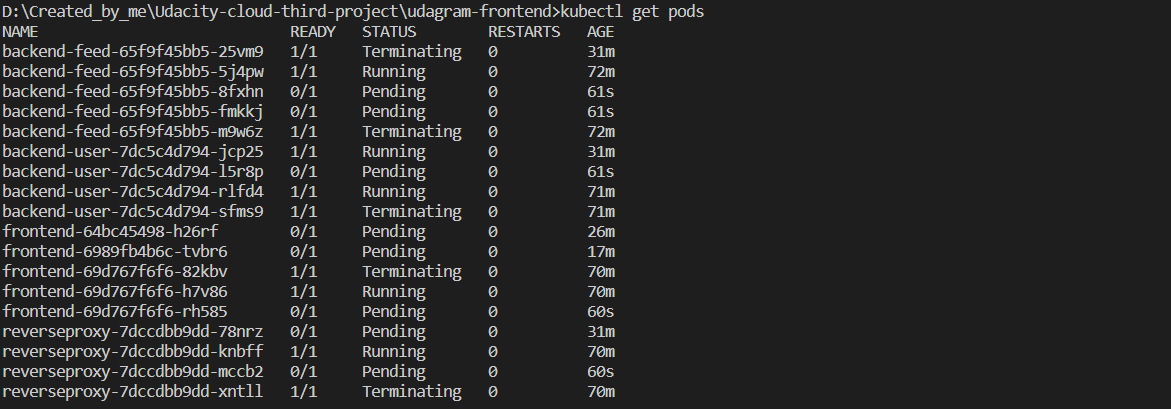 D:\Created_by_me\Udacity-cloud-third-project\udagram-frontend>kubectl get pods
NAME READY STATUS RESTARTS AGE
backend-feed-65f9f45bb5-25vm9 1/1 Terminating 0 31m
backend-feed-65f9f45bb5-5j4pw 1/1 Running 0 72m
backend-feed-65f9f45bb5-8fxhn 0/1 Pending 0 61s
backend-feed-65f9f45bb5-fmkkj 0/1 Pending 0 61s
backend-feed-65f9f45bb5-m9w6z 1/1 Terminating 0 72m
backend-user-7dc5c4d794-jcp25 1/1 Running 0 31m
backend-user-7dc5c4d794-l5r8p 0/1 Pending 0 61s
backend-user-7dc5c4d794-rlfd4 1/1 Running 0 71m
backend-user-7dc5c4d794-sfms9 1/1 Terminating 0 71m
frontend-64bc45498-h26rf 0/1 Pending 0 26m
frontend-6989fb4b6c-tvbr6 0/1 Pending 0 17m
frontend-69d767f6f6-82kbv 1/1 Terminating 0 70m
frontend-69d767f6f6-h7v86 1/1 Running 0 70m
frontend-69d767f6f6-rh585 0/1 Pending 0 60s
reverseproxy-7dccdbb9dd-78nrz 0/1 Pending 0 31m
reverseproxy-7dccdbb9dd-knbff 1/1 Running 0 70m
reverseproxy-7dccdbb9dd-mccb2 0/1 Pending 0 60s
reverseproxy-7dccdbb9dd-xntll 1/1 Terminating 0 70m